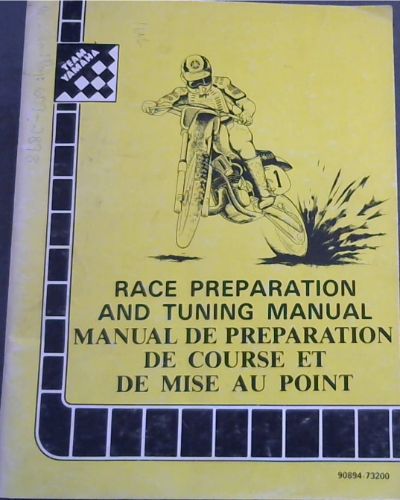 TEAM
YAMAHA
1
RACE PREPARATION
AND TUNING MANUAL
MANUAL DE PREPARATION
DE COURSE ET
DE MISE AU POINT
90894-73200